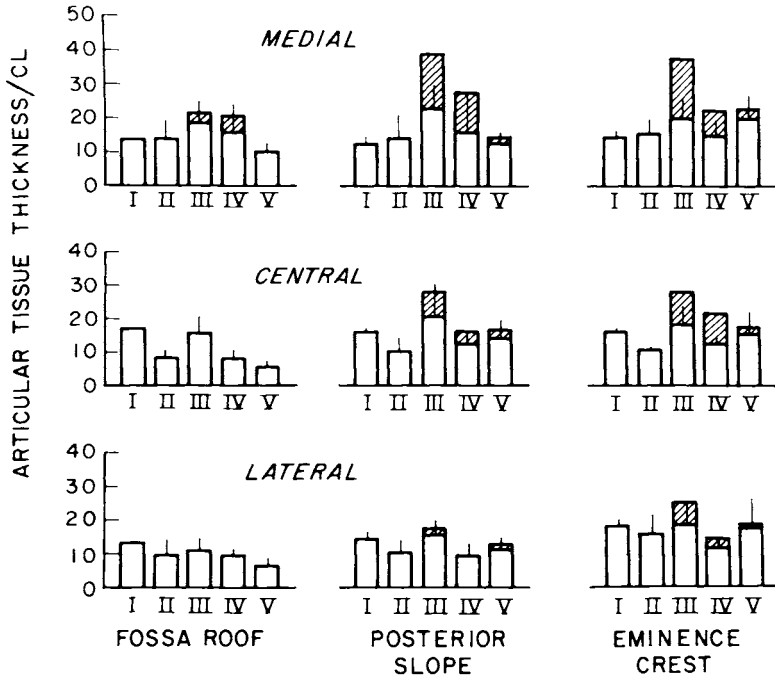 ARTICULAR TISSUE THICKNESS/CL
MEDIAL
50
40
30
20
10
0
I II III IV V
I II III IV V
I II III IV V
CENTRAL
40
30
20
10
0
I II III IV V
I II III IV V
I II III IV V
LATERAL
40
30
20
10
0
I II III IV V
I II III IV V
I II III IV V
FOSSA ROOF
POSTERIOR
SLOPE
EMINENCE
CREST